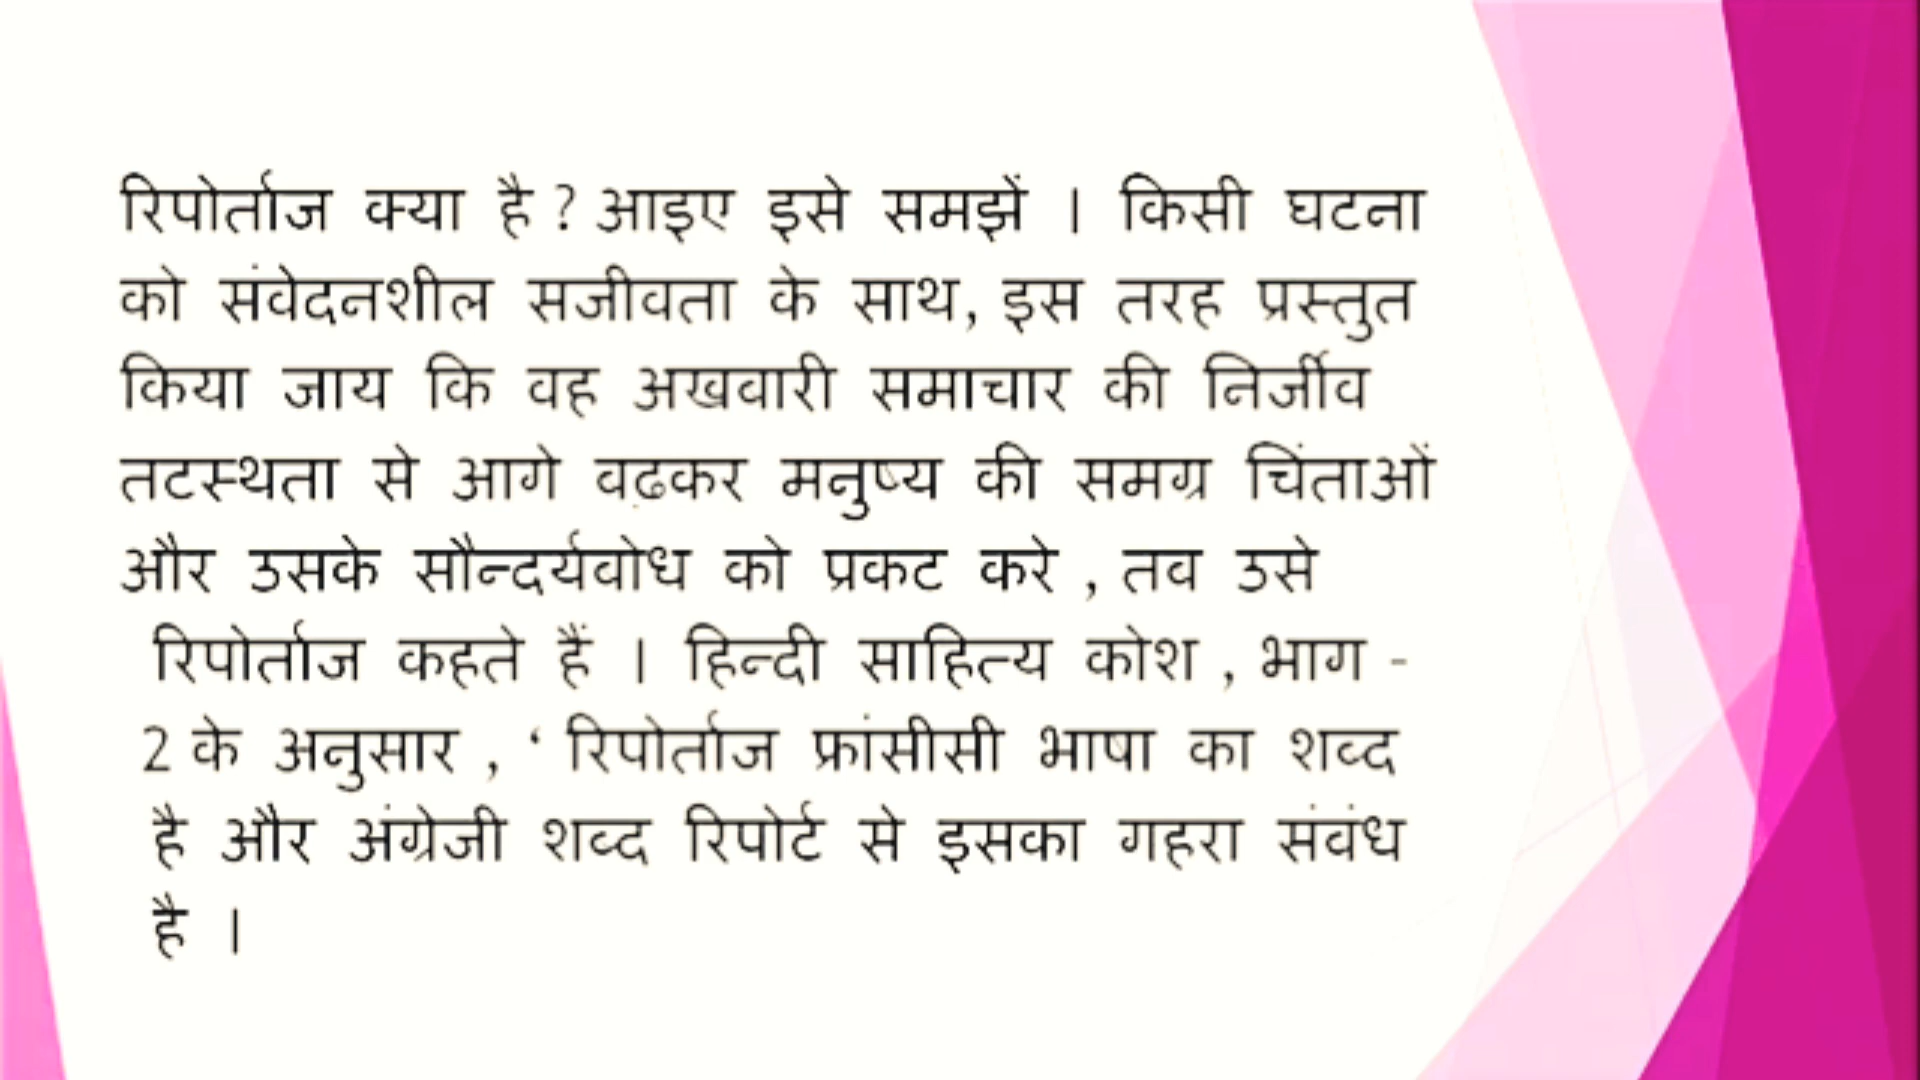 रिपोर्ताज क्या है ? आइए इसे समझें । किसी घटना
को संवेदनशील सजीवता के साथ, इस तरह प्रस्तुत
किया जाय कि वह अखवारी समाचार की निर्जीव
तटस्थता से आगे वढ़कर मनुष्य की समग्र चिंताओं
और उसके सौन्दर्यवोध को प्रकट करे , तव उसे
रिपोर्ताज कहते हैं । हिन्दी साहित्य कोश , भाग -
2 के अनुसार , ‘ रिपोर्ताज फ्रांसीसी भाषा का शव्द
है और अंग्रेजी शव्द रिपोर्ट से इसका गहरा संवंध
है ।